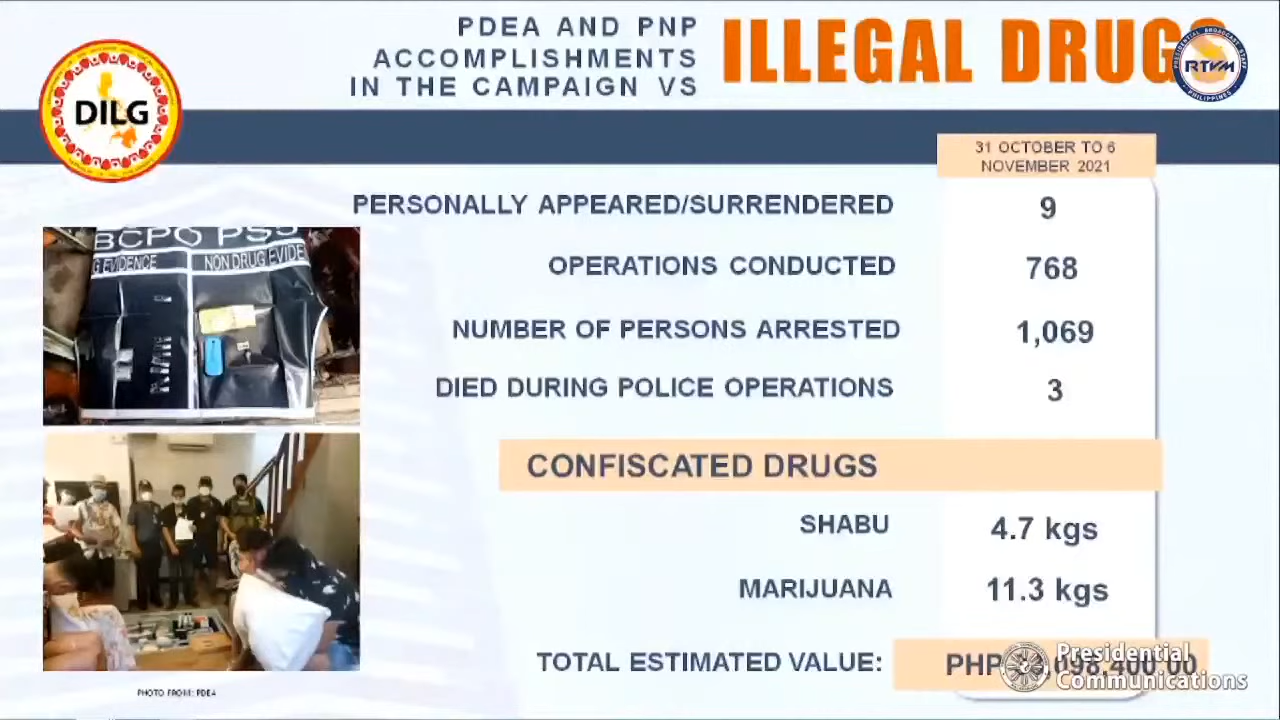 PDEA AND PNP
ACCOMPLISHMENTS
IN THE CAMPAIGN VS
ILLEGAL DRUGS
DILG
RTVM
PHILIPPINES
31 OCTOBER TO 6
NOVEMBER 2021
PERSONALLY APPEARED/SURRENDERED 9
OPERATIONS CONDUCTED 768
NUMBER OF PERSONS ARRESTED 1,069
DIED DURING POLICE OPERATIONS 3
CONFISCATED DRUGS
SHABU 4.7 kgs
MARIJUANA 11.3 kgs
TOTAL ESTIMATED VALUE: PHP
Presidential
Communications
BCPO
G EVIDENCE
NON DRUG EVIDE
PHOTO FROM: PDEA